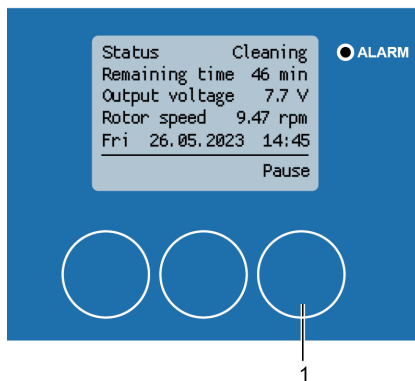 Status Cleaning
ALARM
Remaining time 46 min
Output voltage 7.7 V
Rotor speed 9.47 rpm
Fri 26.05.2023 14:45
Pause
1